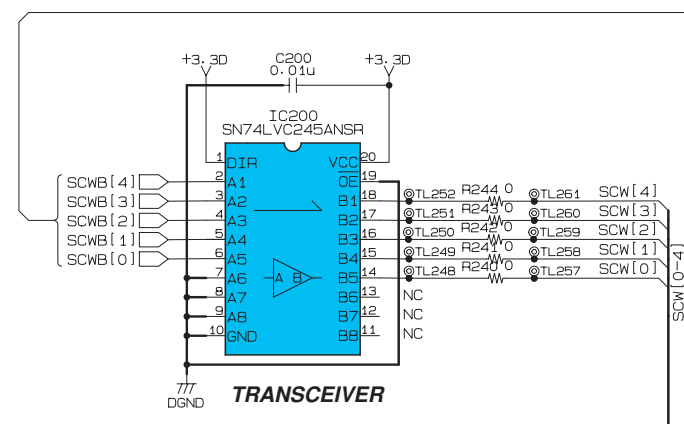 +3.3D C200 +3.3D
0.01u
IC200
SN74LVC245ANSR
1 DIR VCC 20
SCWB[4] 2 A1 OE 19
SCWB[3] 3 A2 B1 18 TL252 R244 0 TL261 SCW[4]
SCWB[2] 4 A3 B2 17 TL251 R243 0 TL260 SCW[3]
SCWB[1] 5 A4 B3 16 TL250 R242 0 TL259 SCW[2]
SCWB[0] 6 A5 B4 15 TL249 R241 0 TL258 SCW[1]
7 A6 A B B5 14 TL248 R240 0 TL257 SCW[0]
8 A7 B6 13 NC
9 A8 B7 12 NC
10 GND B8 11 NC
SCW[0-4]
DGND
TRANSCEIVER